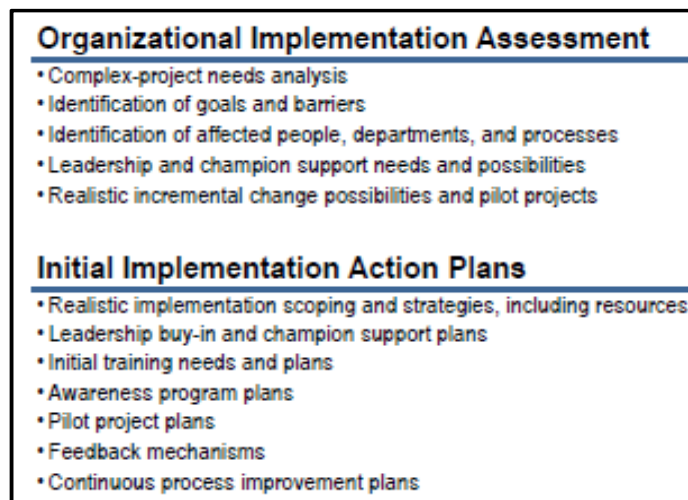 Organizational Implementation Assessment
• Complex-project needs analysis
• Identification of goals and barriers
• Identification of affected people, departments, and processes
• Leadership and champion support needs and possibilities
• Realistic incremental change possibilities and pilot projects
Initial Implementation Action Plans
• Realistic implementation scoping and strategies, including resources
• Leadership buy-in and champion support plans
• Initial training needs and plans
• Awareness program plans
• Pilot project plans
• Feedback mechanisms
• Continuous process improvement plans